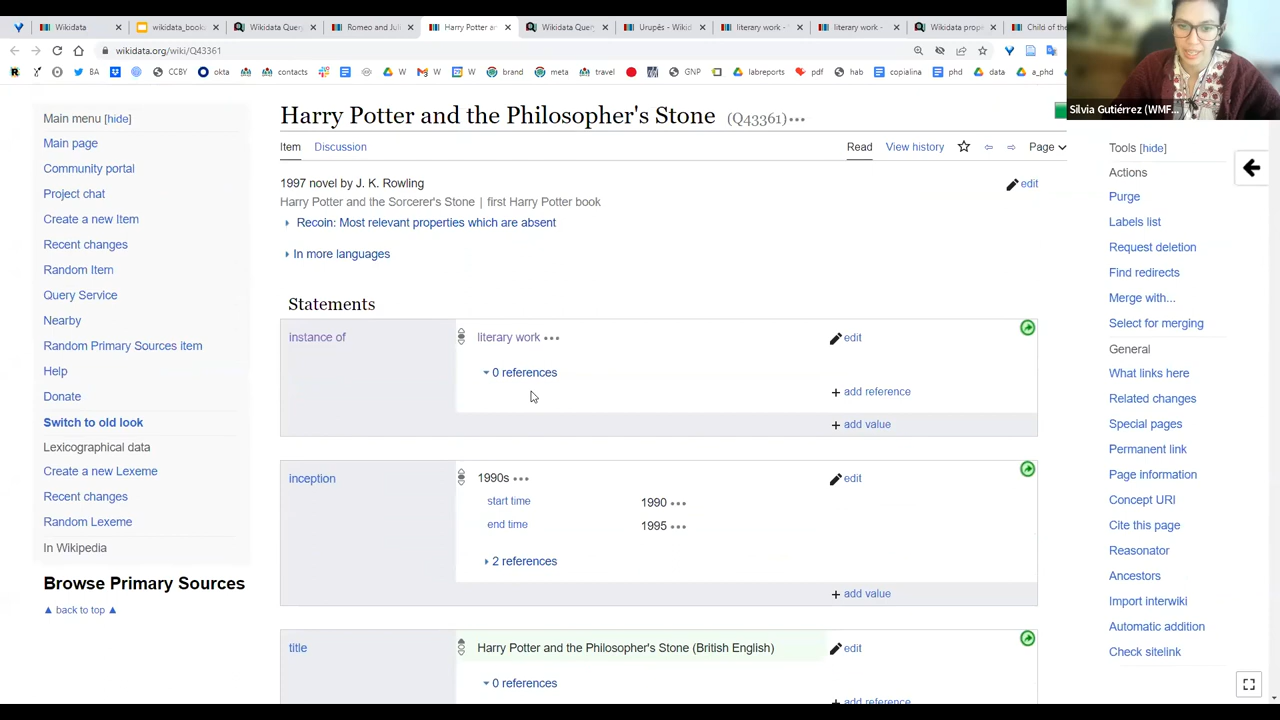 Wikidata
wikidata_book
Wikidata Query
Romeo and Juli
Harry Potter an
Wikidata Quer
Urupês - Wikid
literary work -
literary work -
Wikidata prope
Child of the
wikidata.org/wiki/Q43361
BA
CCBY
okta
contacts
W
W
W
brand
meta
travel
GNP
labreports
pdf
hab
copialina
phd
data
a_phd
Silvia Gutiérrez (WMF...
Main menu [hide]
Main page
Community portal
Project chat
Create a new Item
Recent changes
Random Item
Query Service
Nearby
Random Primary Sources item
Help
Donate
Switch to old look
Lexicographical data
Create a new Lexeme
Recent changes
Random Lexeme
In Wikipedia
Browse Primary Sources
▲ back to top ▲
Harry Potter and the Philosopher's Stone (Q43361)
Item Discussion Read View history Page
1997 novel by J. K. Rowling edit
Harry Potter and the Sorcerer's Stone | first Harry Potter book
Recoin: Most relevant properties which are absent
In more languages
Statements
instance of
literary work edit
0 references
+ add reference
+ add value
inception
1990s edit
start time 1990
end time 1995
2 references
+ add value
title
Harry Potter and the Philosopher's Stone (British English) edit
0 references
+ add reference
Tools [hide]
Actions
Purge
Labels list
Request deletion
Find redirects
Merge with...
Select for merging
General
What links here
Related changes
Special pages
Permanent link
Page information
Concept URI
Cite this page
Reasonator
Ancestors
Import interwiki
Automatic addition
Check sitelink